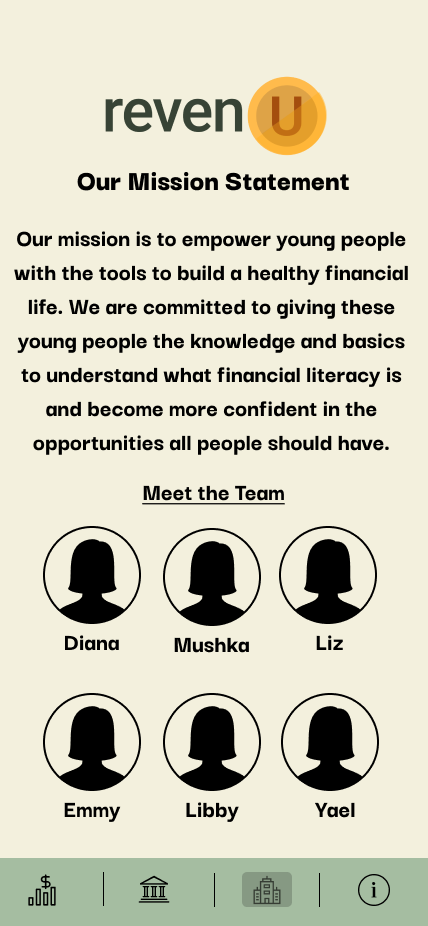 revenU
Our Mission Statement
Our mission is to empower young people
with the tools to build a healthy financial
life. We are committed to giving these
young people the knowledge and basics
to understand what financial literacy is
and become more confident in the
opportunities all people should have.
Meet the Team
Diana Mushka Liz
Emmy Libby Yael
$ i